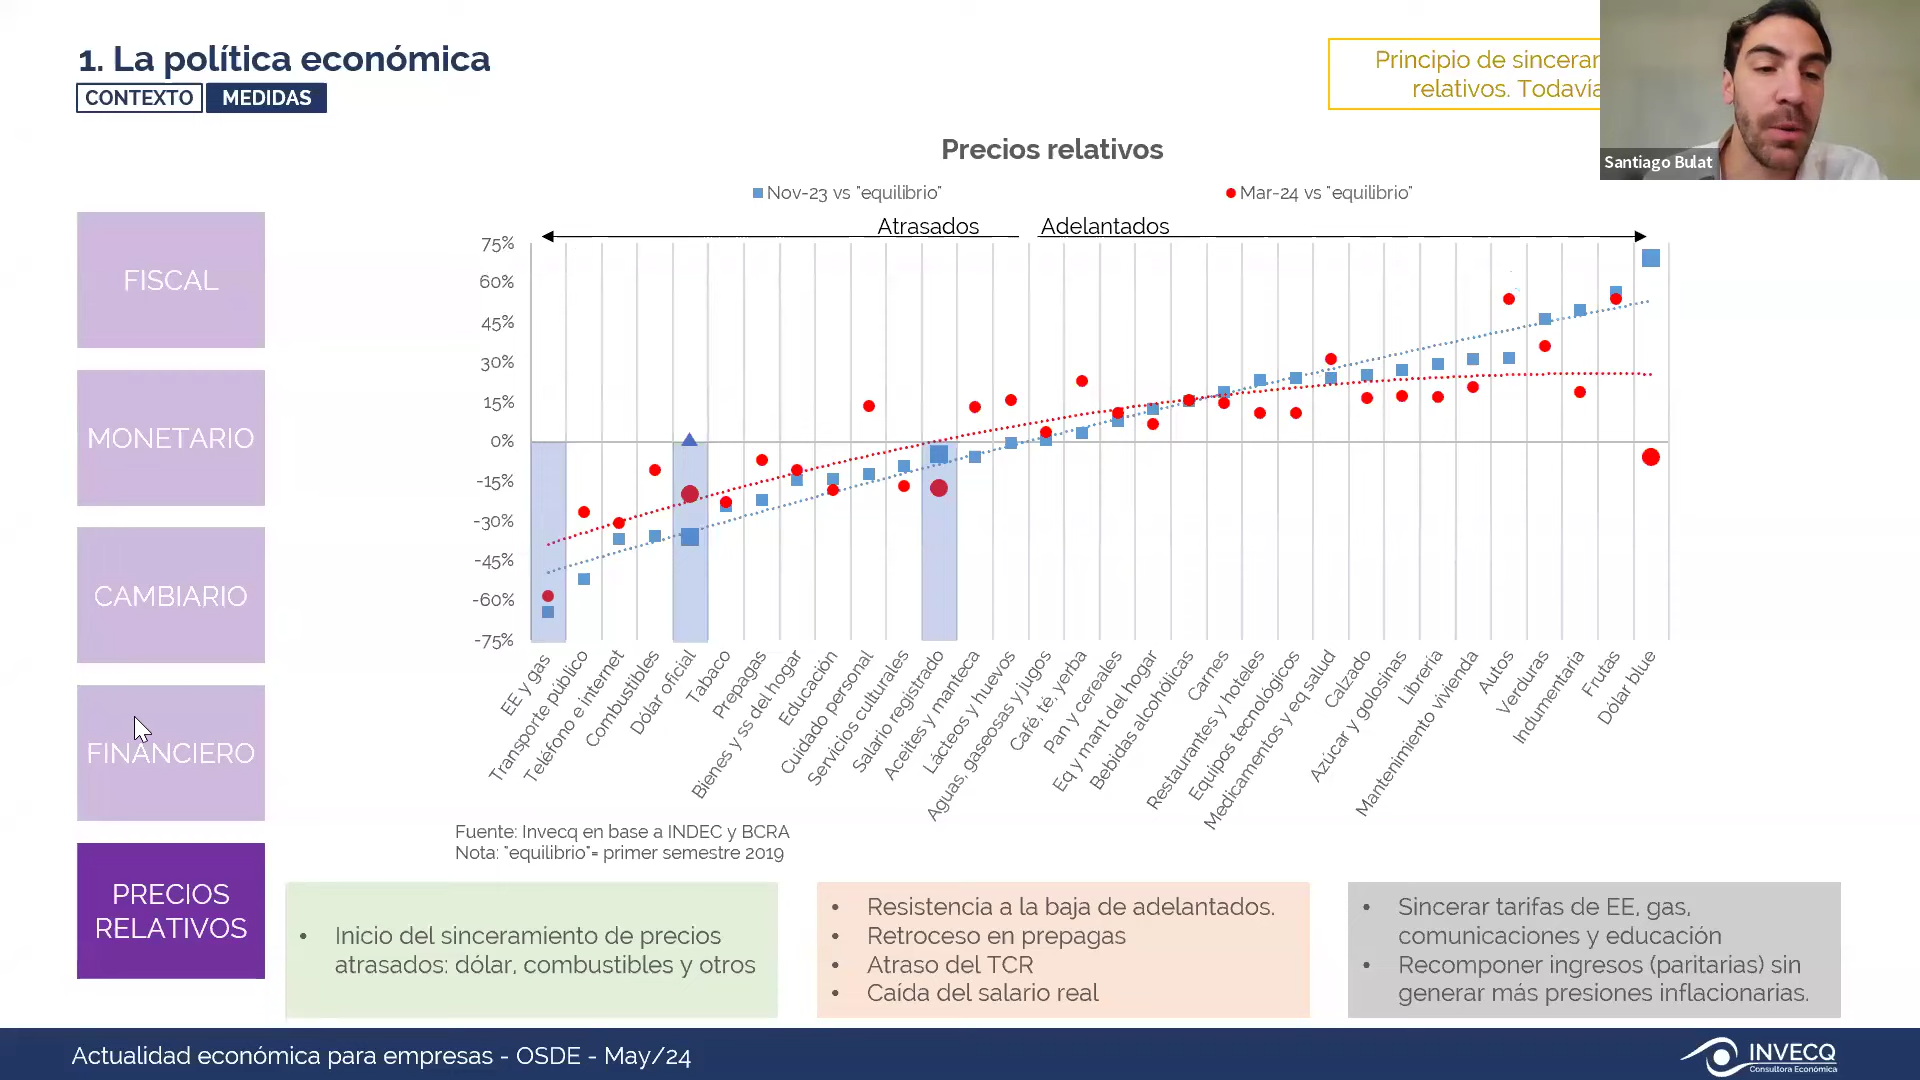 1. La política económica
CONTEXTO MEDIDAS
Principio de sincerar
relativos. Todavía
Santiago Bulat
Precios relativos
Nov-23 vs "equilibrio" Mar-24 vs "equilibrio"
Atrasados Adelantados
75%
60%
45%
30%
15%
0%
-15%
-30%
-45%
-60%
-75%
EE y gas
Transporte público
Teléfono e internet
Combustibles
Dólar oficial
Tabaco
Prepagas
Bienes y ss del hogar
Educación
Cuidado personal
Servicios culturales
Salario registrado
Aceites y manteca
Lácteos y huevos
Aguas, gaseosas y jugos
Café, té, yerba
Pan y cereales
Eq y mant del hogar
Bebidas alcohólicas
Carnes
Restaurantes y hoteles
Equipos tecnológicos
Medicamentos y eq salud
Calzado
Azúcar y golosinas
Librería
Mantenimiento vivienda
Autos
Verduras
Indumentaria
Frutas
Dólar blue
FISCAL
MONETARIO
CAMBIARIO
FINANCIERO
PRECIOS
RELATIVOS
Fuente: Invecq en base a INDEC y BCRA
Nota: "equilibrio"= primer semestre 2019
• Inicio del sinceramiento de precios
atrasados: dólar, combustibles y otros
• Resistencia a la baja de adelantados.
• Retroceso en prepagas
• Atraso del TCR
• Caída del salario real
• Sincerar tarifas de EE, gas,
comunicaciones y educación
• Recomponer ingresos (paritarias) sin
generar más presiones inflacionarias.
Actualidad económica para empresas - OSDE - May/24
INVECQ
Consultora Económica